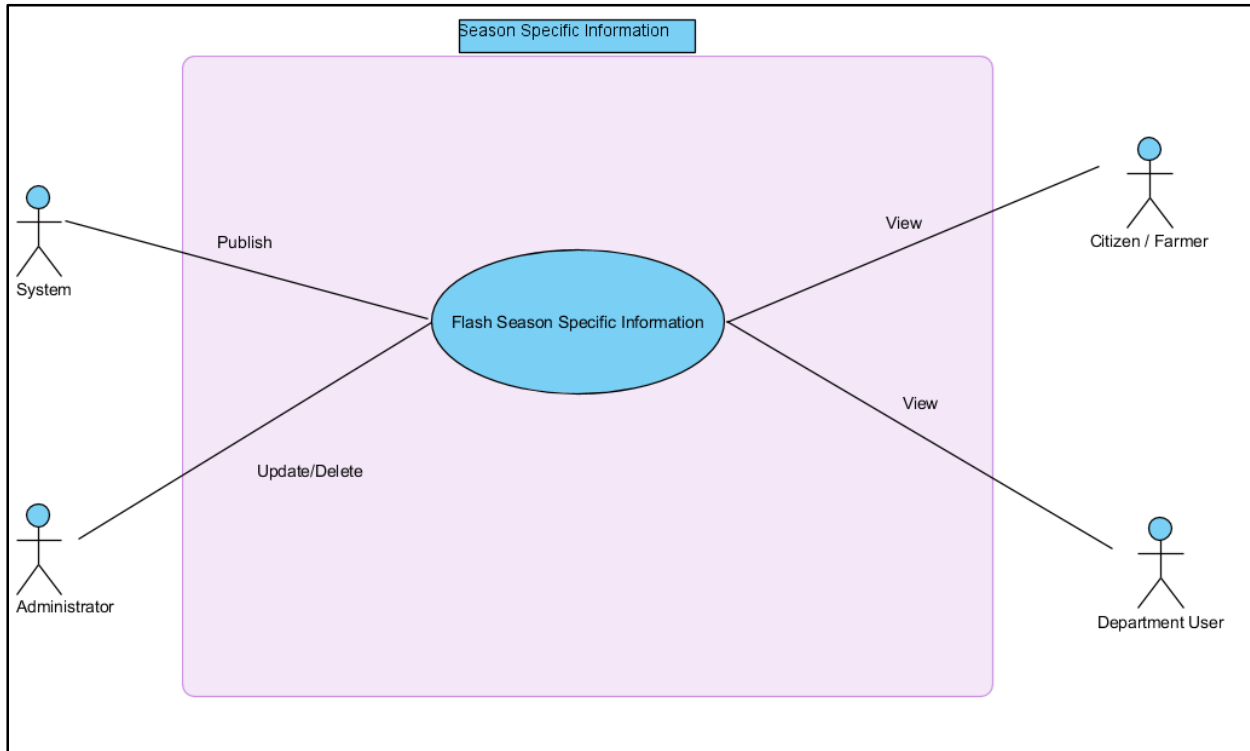 Season Specific Information
Publish
View
System
Citizen / Farmer
Flash Season Specific Information
View
Update/Delete
Administrator
Department User